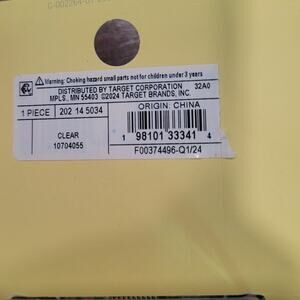 C-002264-01
Warning: Choking hazard small parts not for children under 3 years
DISTRIBUTED BY TARGET CORPORATION 32A0
MPLS., MN 55403 ©2024 TARGET BRANDS, INC.
1 PIECE 202 14 5034 ORIGIN: CHINA
CLEAR
10704055
1 98101 33341 4
F00374496-Q1/24